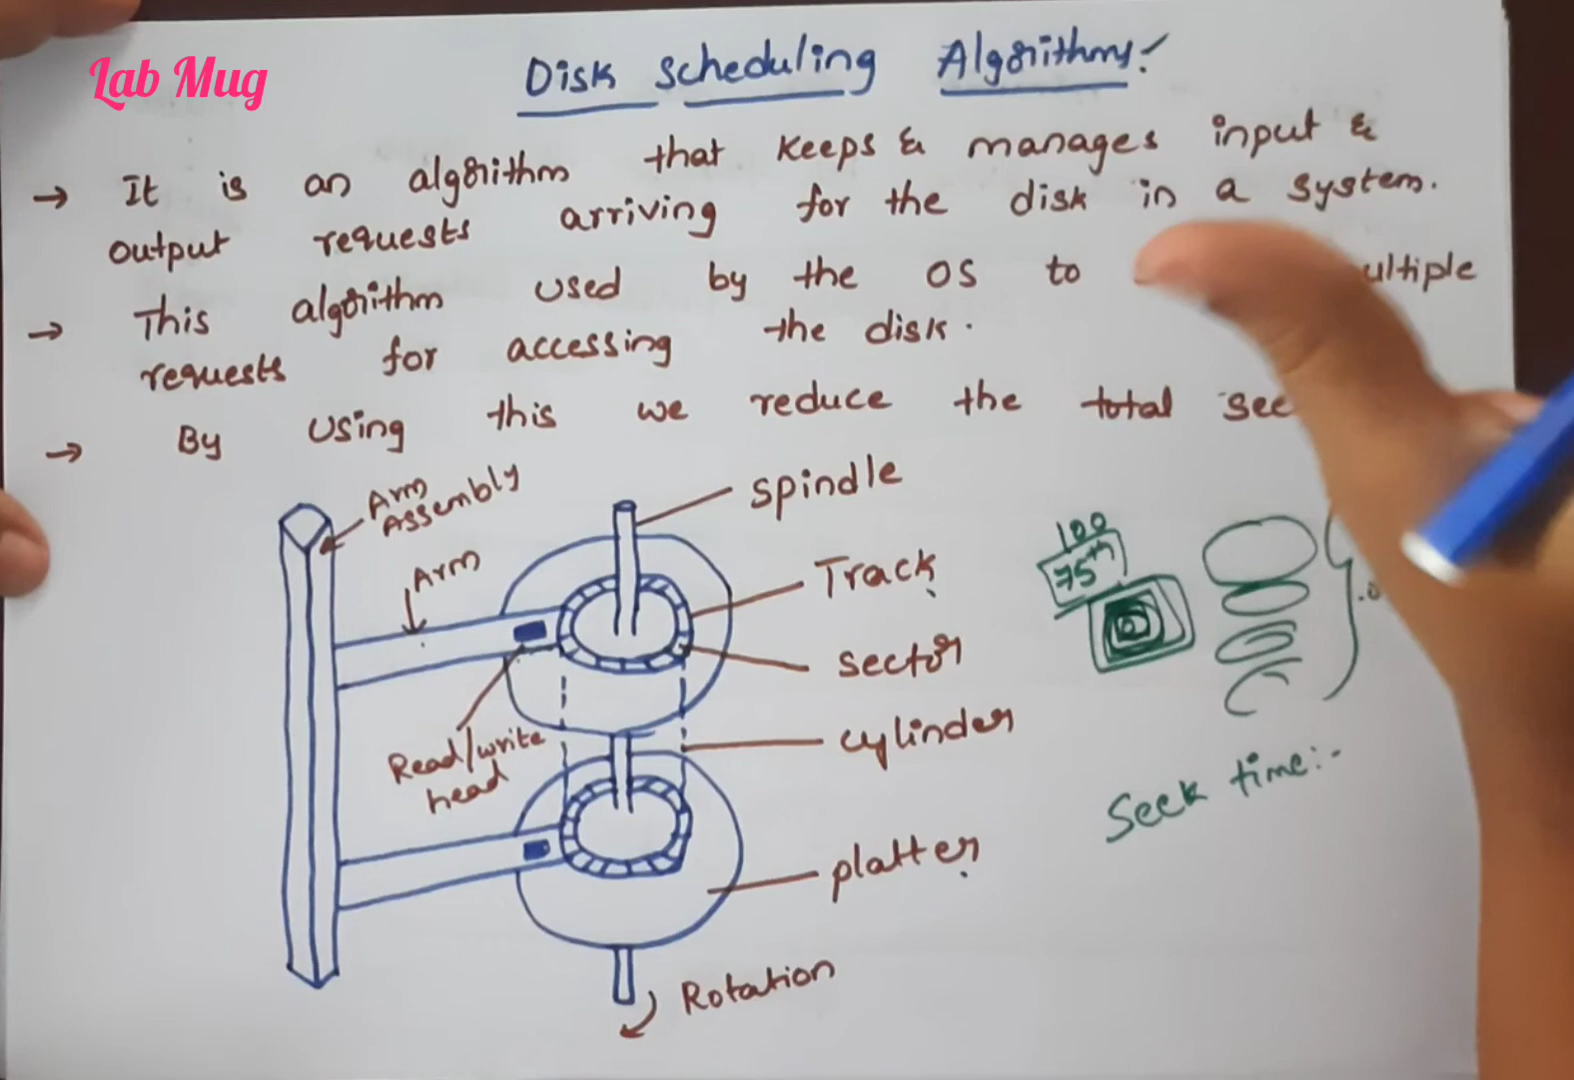 Lab Mug
Disk Scheduling Algorithms:
→ It is an algorithm that keeps & manages input &
output requests arriving for the disk in a system.
→ This algorithm used by the OS to ultiple
requests for accessing the disk.
→ By using this we reduce the total see
Arm
Assembly
spindle
Arm
Track
100
75th
sector
Read/write
head
cylinder
Seek time:-
platter
Rotation